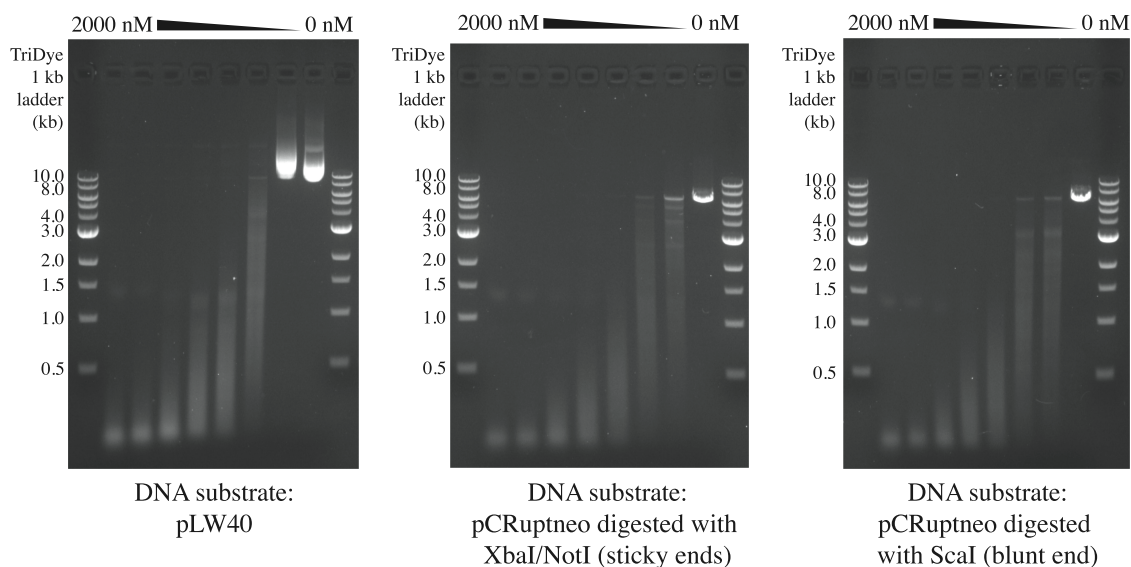 2000 nM 0 nM
TriDye
1 kb
ladder
(kb)
10.0
8.0
4.0
3.0
2.0
1.5
1.0
0.5
DNA substrate:
pLW40
2000 nM 0 nM
TriDye
1 kb
ladder
(kb)
10.0
8.0
4.0
3.0
2.0
1.5
1.0
0.5
DNA substrate:
pCRuptneo digested with
XbaI/NotI (sticky ends)
2000 nM 0 nM
TriDye
1 kb
ladder
(kb)
10.0
8.0
4.0
3.0
2.0
1.5
1.0
0.5
DNA substrate:
pCRuptneo digested
with ScaI (blunt end)